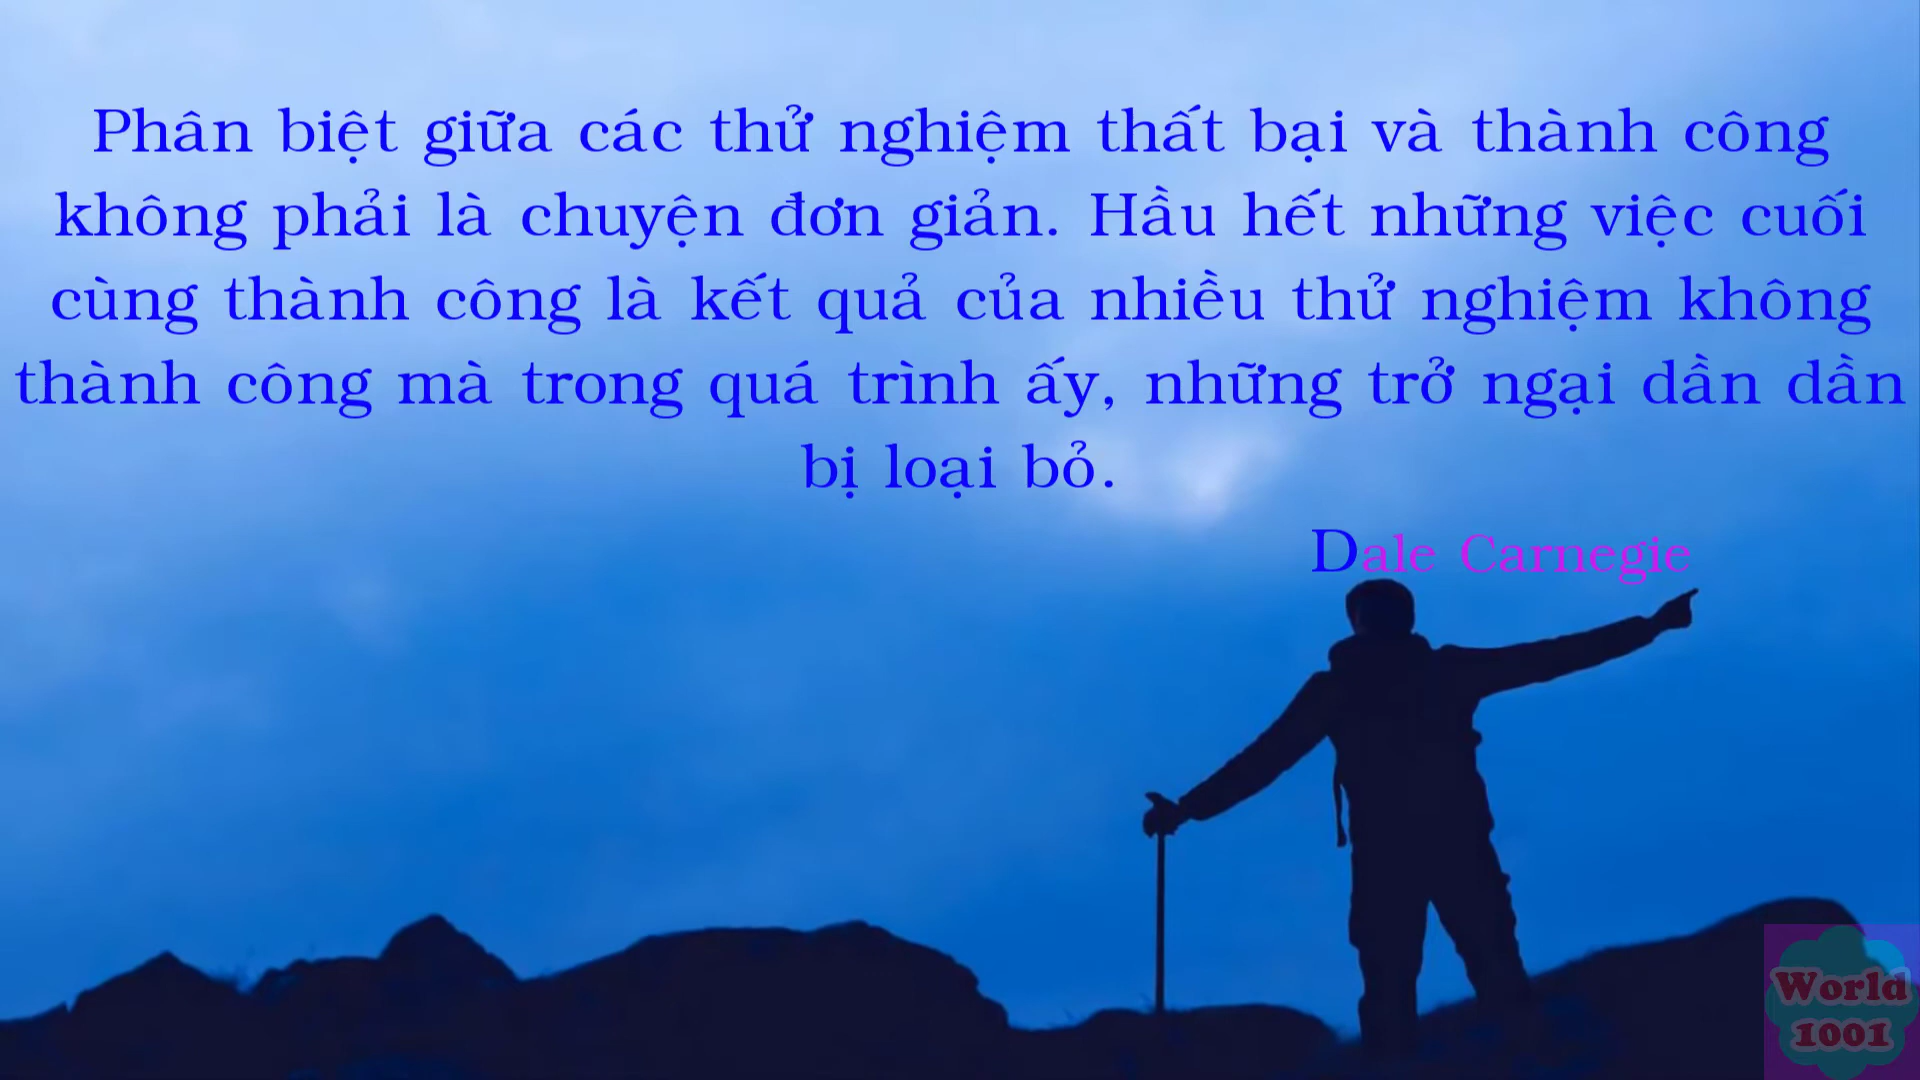 Phân biệt giữa các thử nghiệm thất bại và thành công
không phải là chuyện đơn giản. Hầu hết những việc cuối
cùng thành công là kết quả của nhiều thử nghiệm không
thành công mà trong quá trình ấy, những trở ngại dần dần
bị loại bỏ.
Dale Carnegie
World
1001